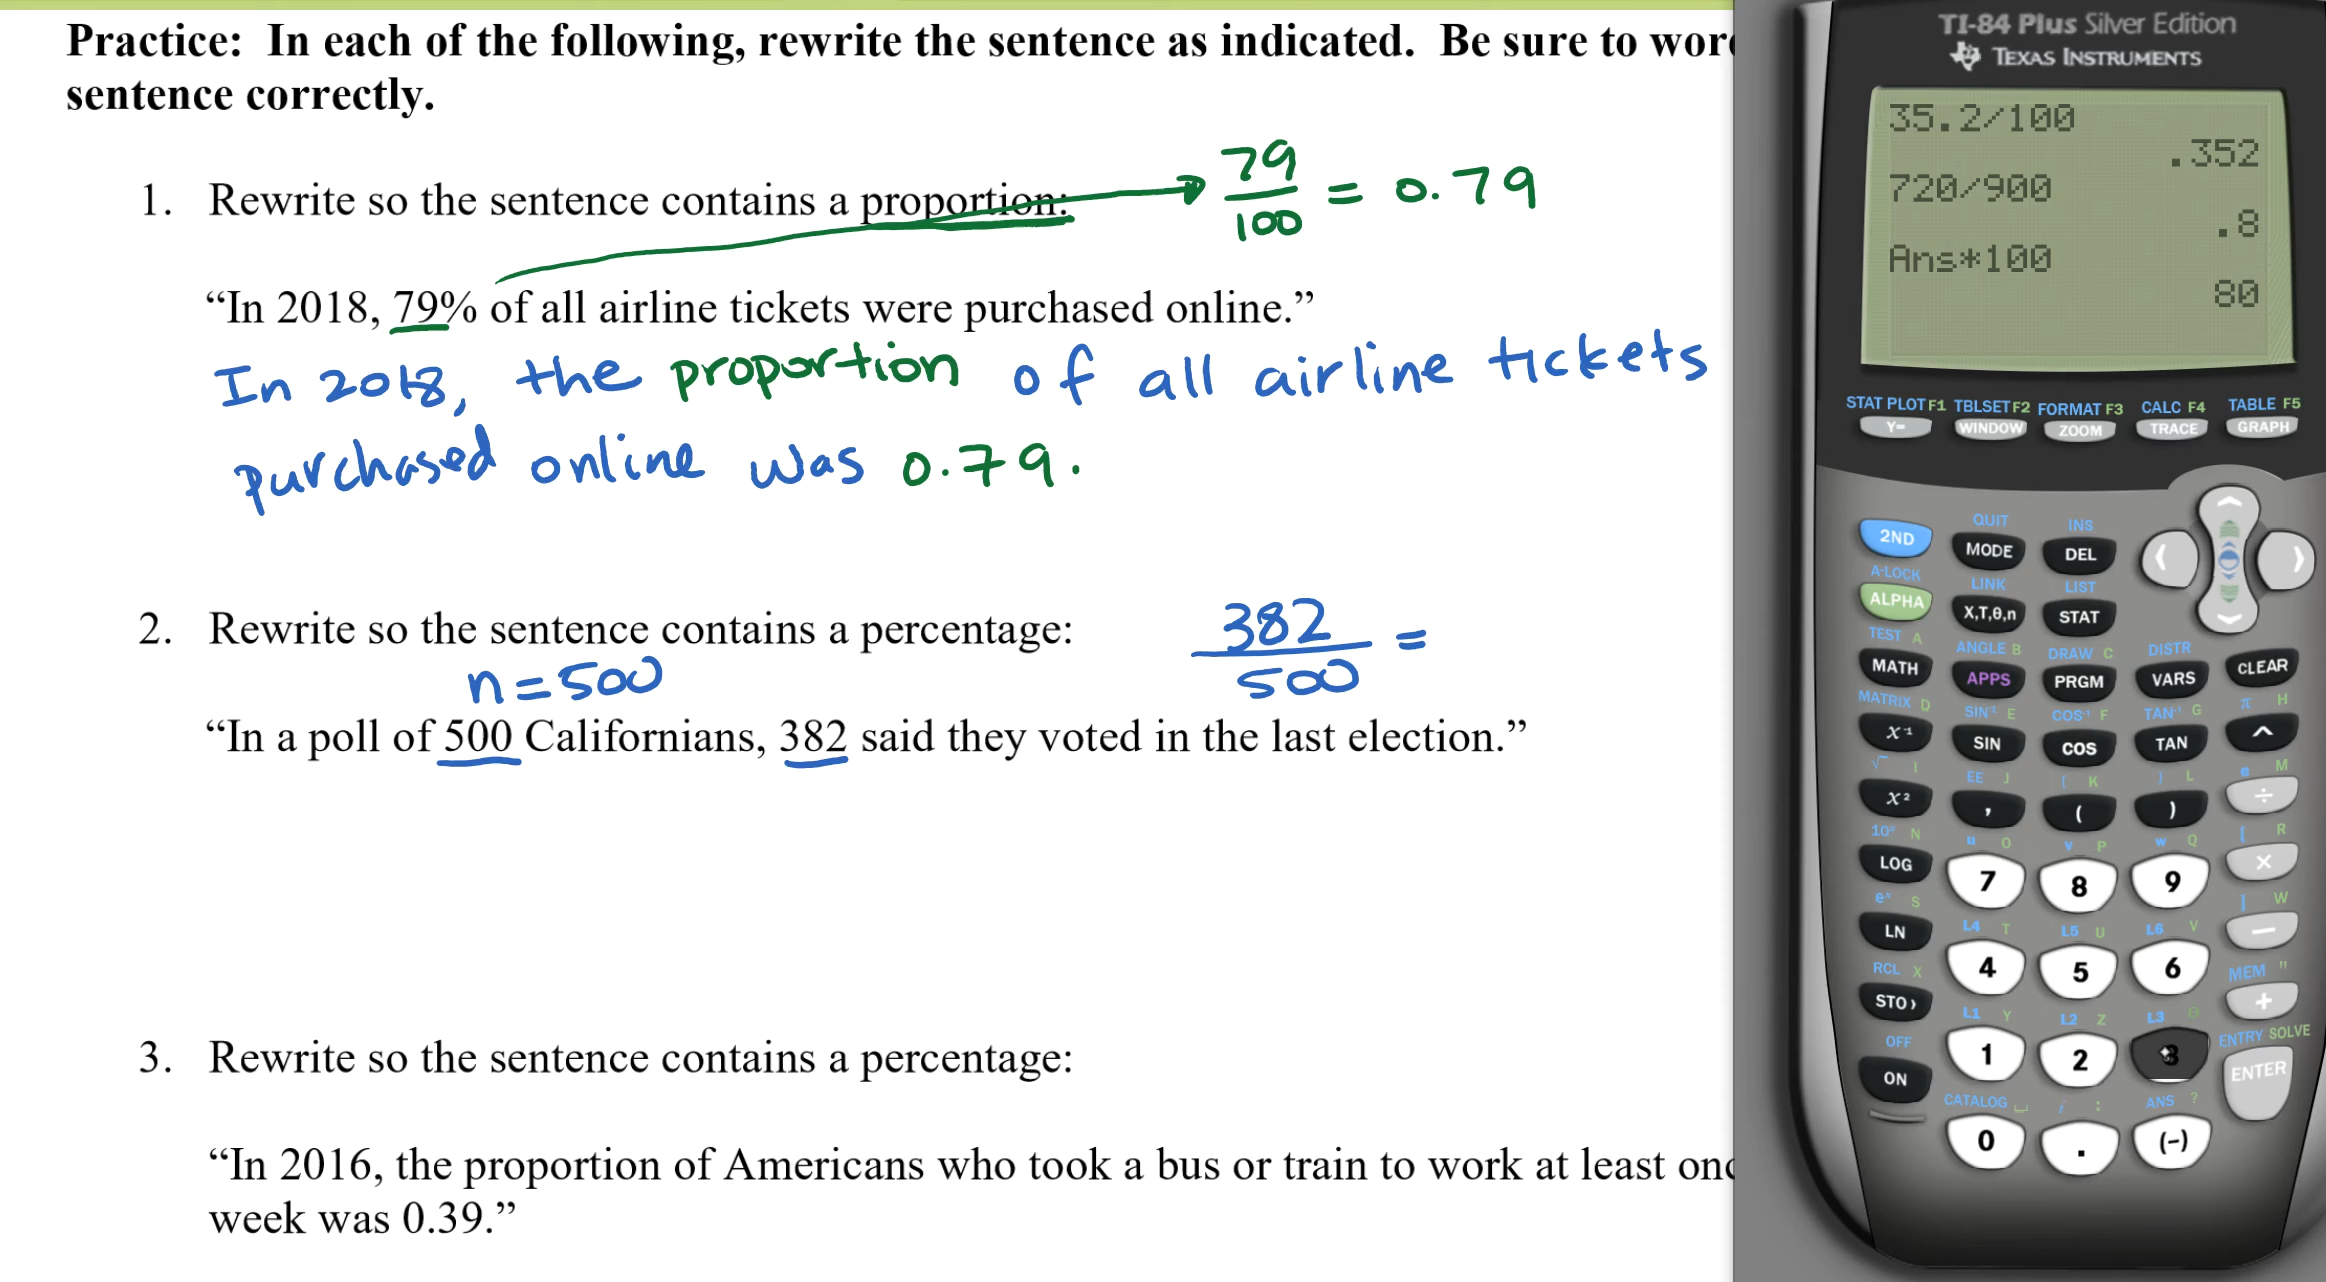 Practice: In each of the following, rewrite the sentence as indicated. Be sure to word
sentence correctly.
79
1. Rewrite so the sentence contains a proportion: = 0.79
100
“In 2018, 79% of all airline tickets were purchased online.”
In 2018, the proportion of all airline tickets
purchased online was 0.79.
382
2. Rewrite so the sentence contains a percentage: =
n=500 500
“In a poll of 500 Californians, 382 said they voted in the last election.”
3. Rewrite so the sentence contains a percentage:
“In 2016, the proportion of Americans who took a bus or train to work at least
week was 0.39.”
TI-84 Plus Silver Edition
TEXAS INSTRUMENTS
35.2/100
.352
720/900
.8
Ans*100
80
STAT PLOT F1 TBLSET F2 FORMAT F3 CALC F4 TABLE F5
Y= WINDOW ZOOM TRACE GRAPH
QUIT INS
2ND MODE DEL
A-LOCK LINK LIST
ALPHA X,T,θ,n STAT
TEST A ANGLE B DRAW C DISTR
MATH APPS PRGM VARS CLEAR
MATRIX D SIN⁻¹ E COS⁻¹ F TAN⁻¹ G π H
x⁻¹ SIN COS TAN ^
√ I EE J { K } L e M
x² , ( ) ÷
10ˣ N u O v P w Q [ R
LOG 7 8 9 ×
eˣ S L4 T L5 U L6 V ] W
LN 4 5 6 −
RCL X L1 Y L2 Z L3 θ MEM "
STO› 1 2 3 +
OFF ENTRY SOLVE
ON ENTER
CATALOG i : ANS ?
0 . (-)